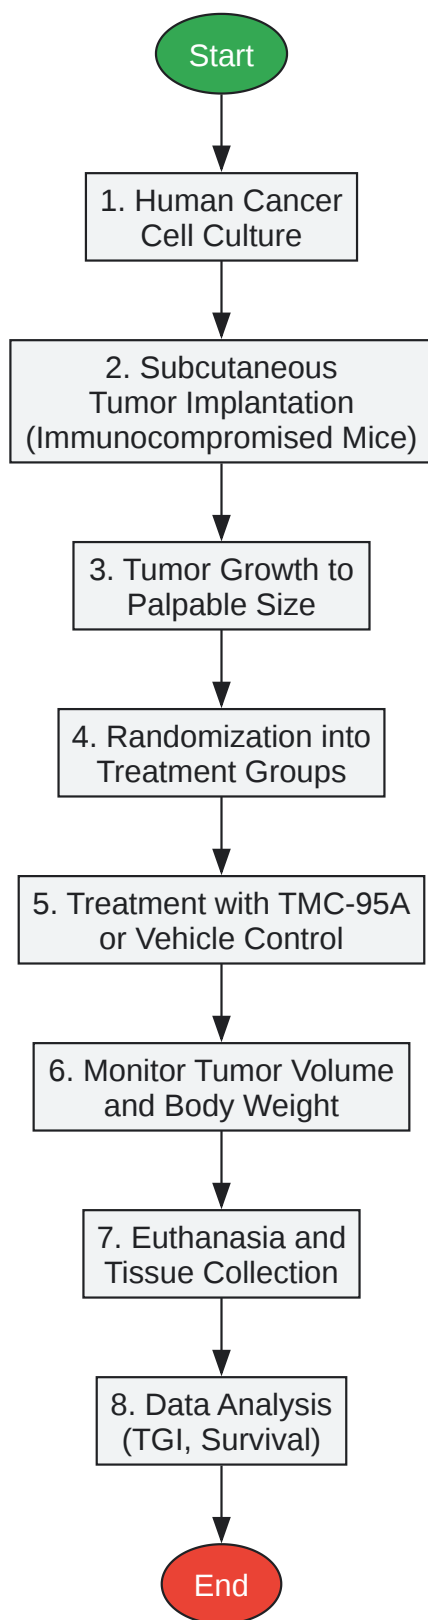 Start
1. Human Cancer
Cell Culture
2. Subcutaneous
Tumor Implantation
(Immunocompromised Mice)
3. Tumor Growth to
Palpable Size
4. Randomization into
Treatment Groups
5. Treatment with TMC-95A
or Vehicle Control
6. Monitor Tumor Volume
and Body Weight
7. Euthanasia and
Tissue Collection
8. Data Analysis
(TGI, Survival)
End